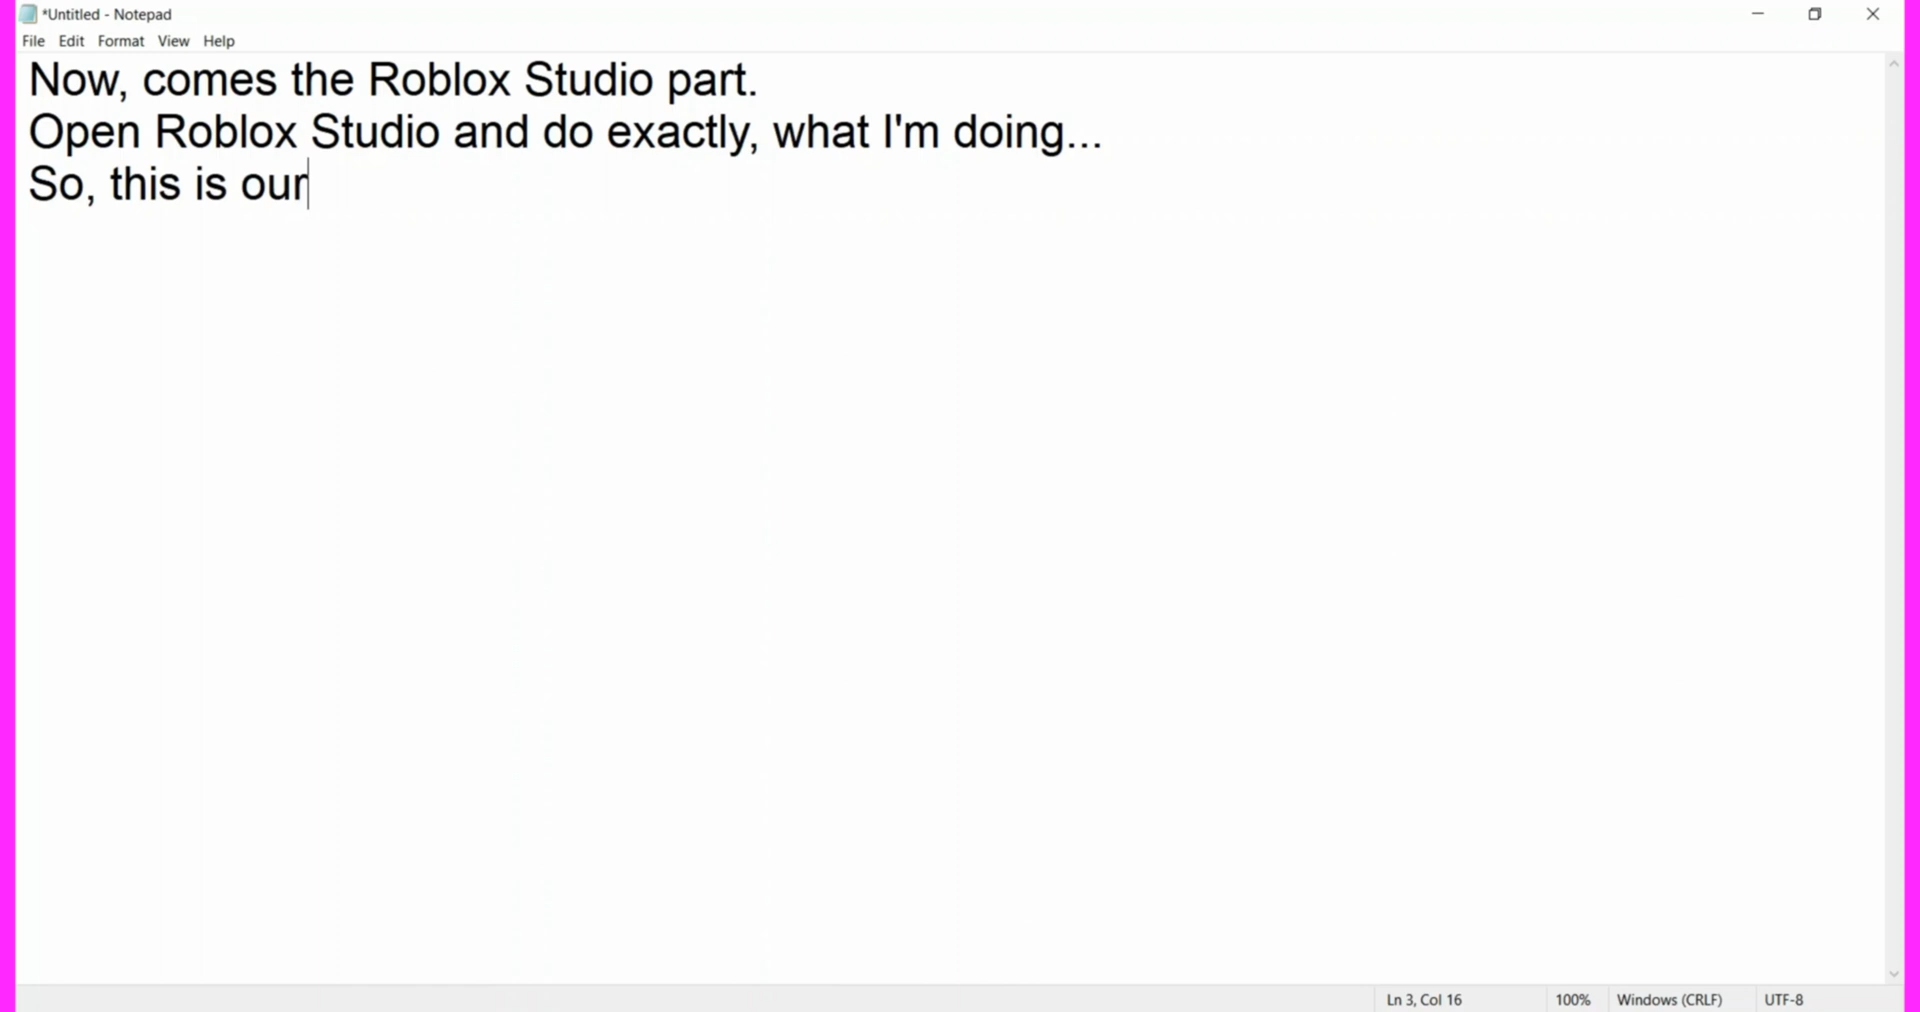 *Untitled - Notepad
File Edit Format View Help
Now, comes the Roblox Studio part.
Open Roblox Studio and do exactly, what I'm doing...
So, this is our
Ln 3, Col 16 100% Windows (CRLF) UTF-8